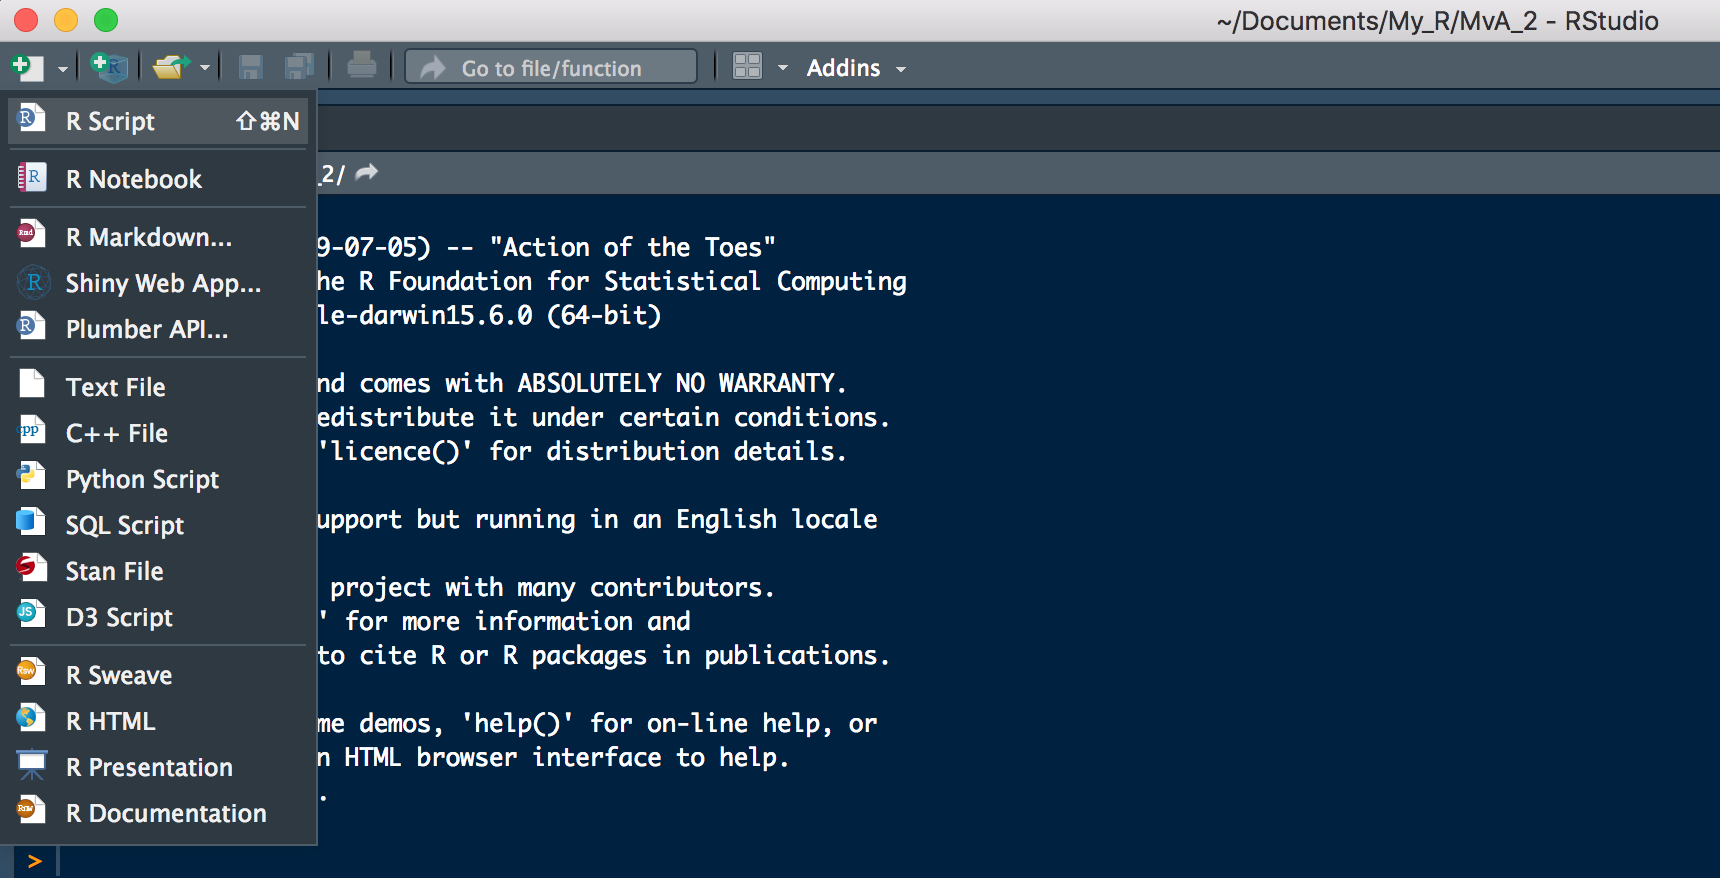 ~/Documents/My_R/MvA_2 - RStudio
R
Go to file/function
Addins
R R Script ⇧⌘N
R R Notebook
Rmd R Markdown...
R Shiny Web App...
R Plumber API...
Text File
cpp C++ File
Python Script
SQL Script
Stan File
JS D3 Script
Rsw R Sweave
R HTML
R Presentation
R Documentation
_2/
9-07-05) -- "Action of the Toes"
he R Foundation for Statistical Computing
le-darwin15.6.0 (64-bit)
nd comes with ABSOLUTELY NO WARRANTY.
edistribute it under certain conditions.
'licence()' for distribution details.
upport but running in an English locale
project with many contributors.
' for more information and
to cite R or R packages in publications.
me demos, 'help()' for on-line help, or
n HTML browser interface to help.
.
>